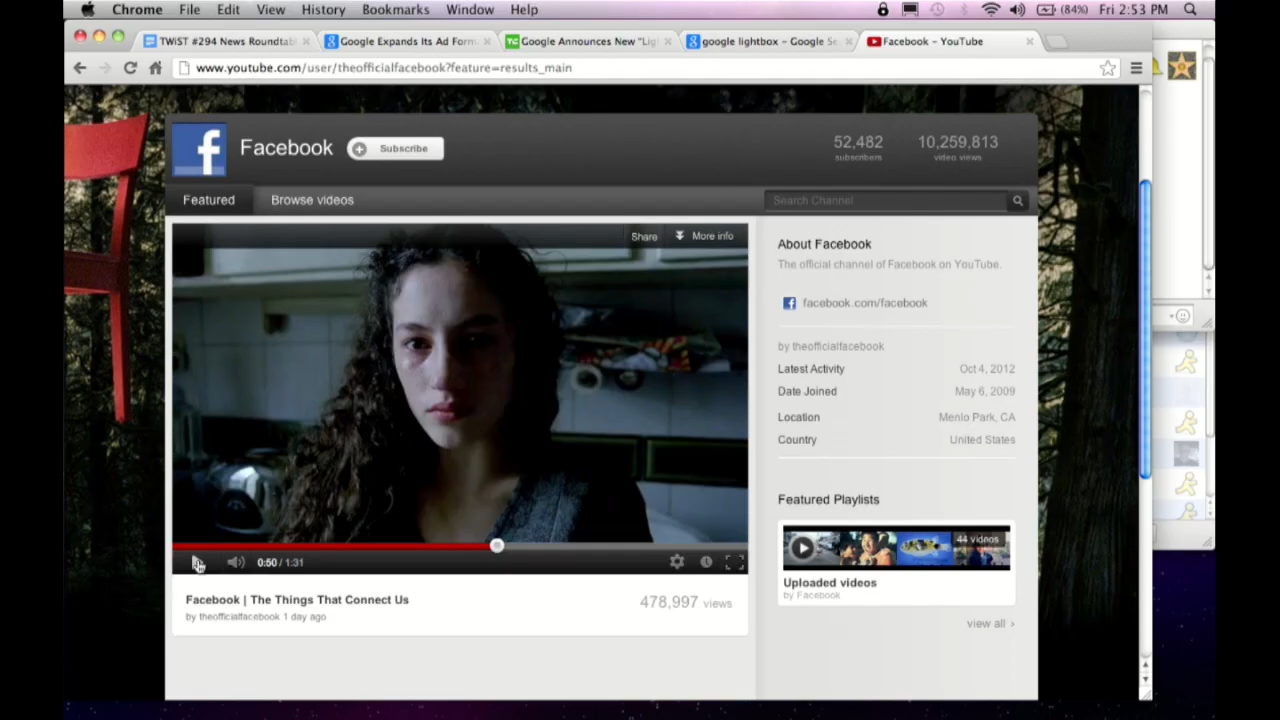 Chrome File Edit View History Bookmarks Window Help (84%) Fri 2:53 PM
TWiST #294 News Roundtabl
Google Expands Its Ad Form
Google Announces New "Lig
google lightbox – Google Se
Facebook – YouTube
www.youtube.com/user/theofficialfacebook?feature=results_main
f
Facebook
Subscribe
52,482
subscribers
10,259,813
video views
Featured
Browse videos
Search Channel
Share
More info
0:50 / 1:31
Facebook | The Things That Connect Us
by theofficialfacebook 1 day ago
478,997 views
About Facebook
The official channel of Facebook on YouTube.
facebook.com/facebook
by theofficialfacebook
Latest Activity Oct 4, 2012
Date Joined May 6, 2009
Location Menlo Park, CA
Country United States
Featured Playlists
44 videos
Uploaded videos
by Facebook
view all ›